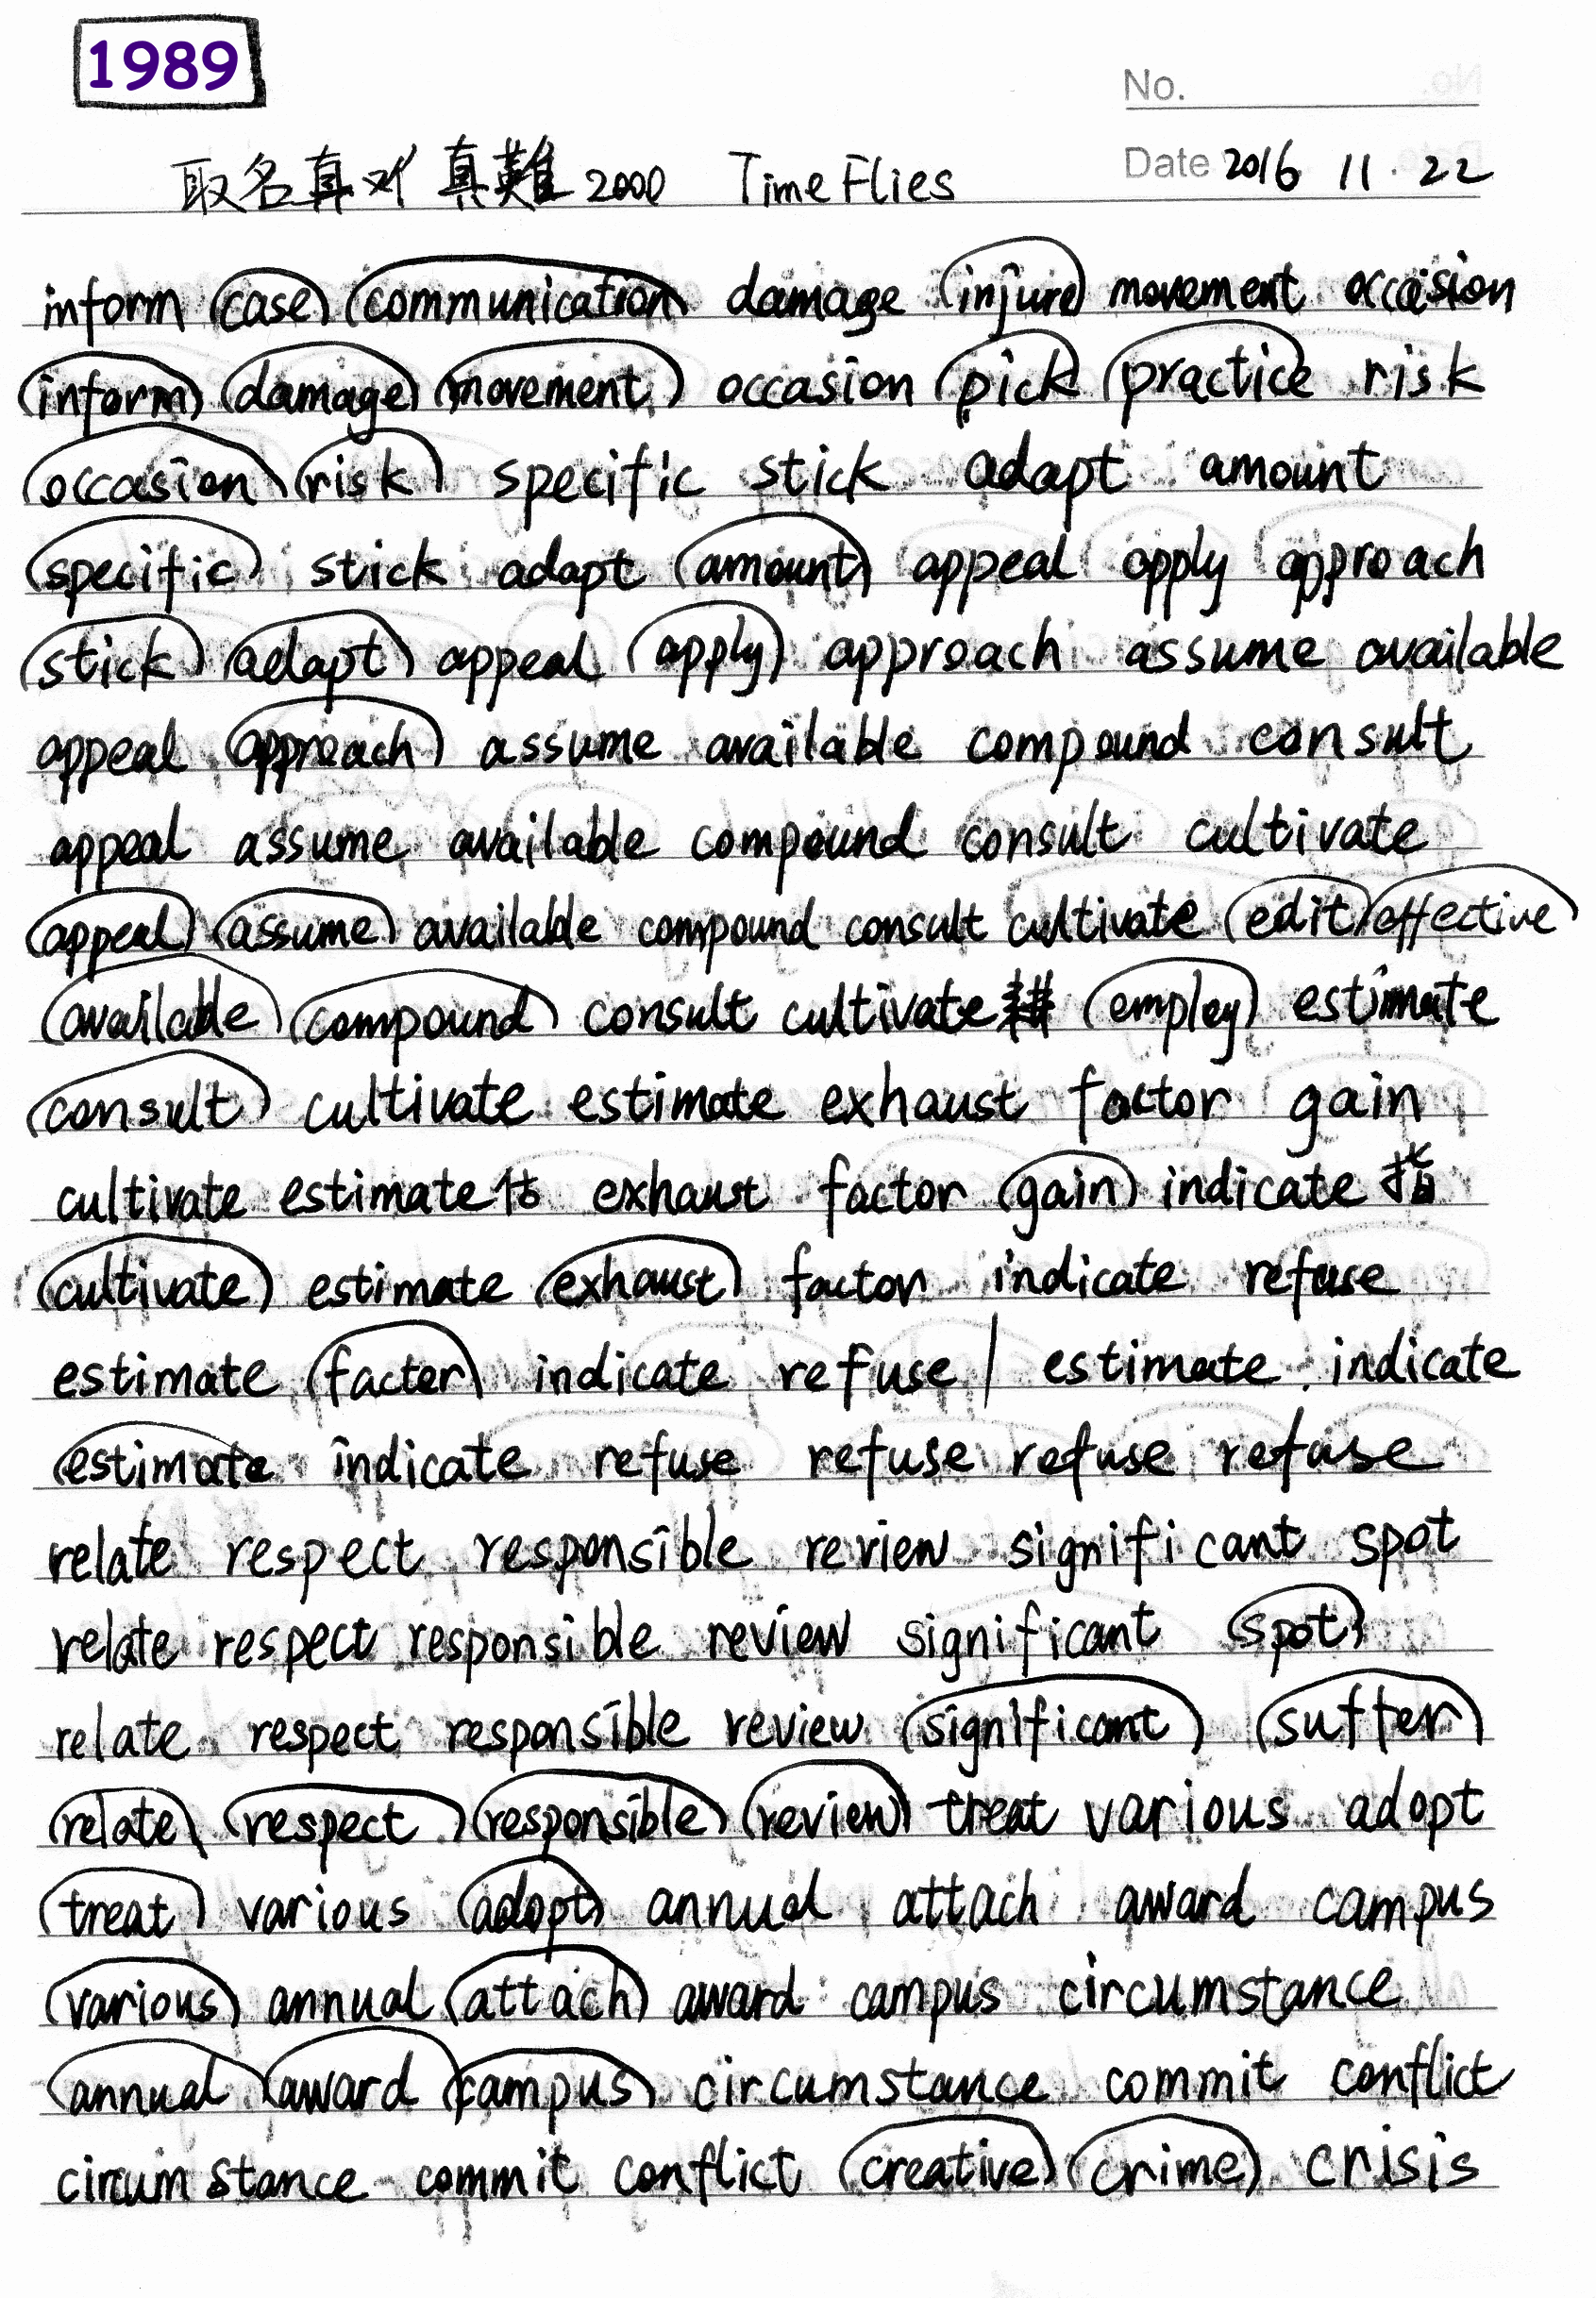 1989
No.
取名真对真難2000 Time Flies Date 2016 11.22
inform case communication damage injure movement occasion
inform damage movement occasion pick practice risk
occasion risk specific stick adapt amount
specific stick adapt amount appeal apply approach
stick adapt appeal apply approach assume available
appeal approach assume available compound consult
appeal assume available compound consult cultivate
appeal assume available compound consult cultivate edit effective
available compound consult cultivate employ estimate
consult cultivate estimate exhaust factor gain
cultivate estimate 估 exhaust factor gain indicate 指
cultivate estimate exhaust factor indicate refuse
estimate factor indicate refuse / estimate indicate
estimate indicate refuse refuse refuse refuse
relate respect responsible review significant spot
relate respect responsible review significant spot
relate respect responsible review significant suffer
relate respect responsible review treat various adopt
treat various adopt annual attach award campus
various annual attach award campus circumstance
annual award campus circumstance commit conflict
circumstance commit conflict creative crime crisis